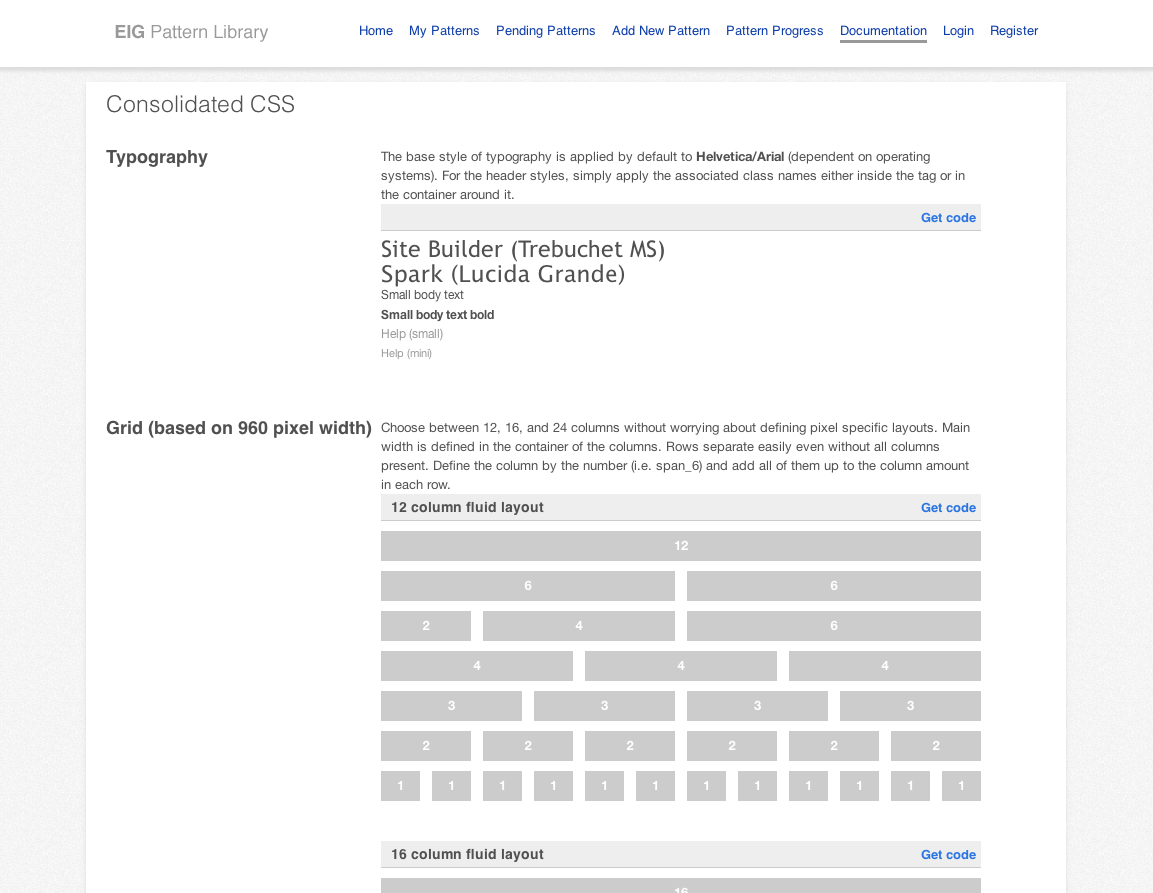 EIG Pattern Library
Home My Patterns Pending Patterns Add New Pattern Pattern Progress Documentation Login Register
Consolidated CSS
Typography
The base style of typography is applied by default to Helvetica/Arial (dependent on operating
systems). For the header styles, simply apply the associated class names either inside the tag or in
the container around it.
Get code
Site Builder (Trebuchet MS)
Spark (Lucida Grande)
Small body text
Small body text bold
Help (small)
Help (mini)
Grid (based on 960 pixel width)
Choose between 12, 16, and 24 columns without worrying about defining pixel specific layouts. Main
width is defined in the container of the columns. Rows separate easily even without all columns
present. Define the column by the number (i.e. span_6) and add all of them up to the column amount
in each row.
12 column fluid layout Get code
12
6 6
2 4 6
4 4 4
3 3 3 3
2 2 2 2 2 2
1 1 1 1 1 1 1 1 1 1 1 1
16 column fluid layout Get code
16